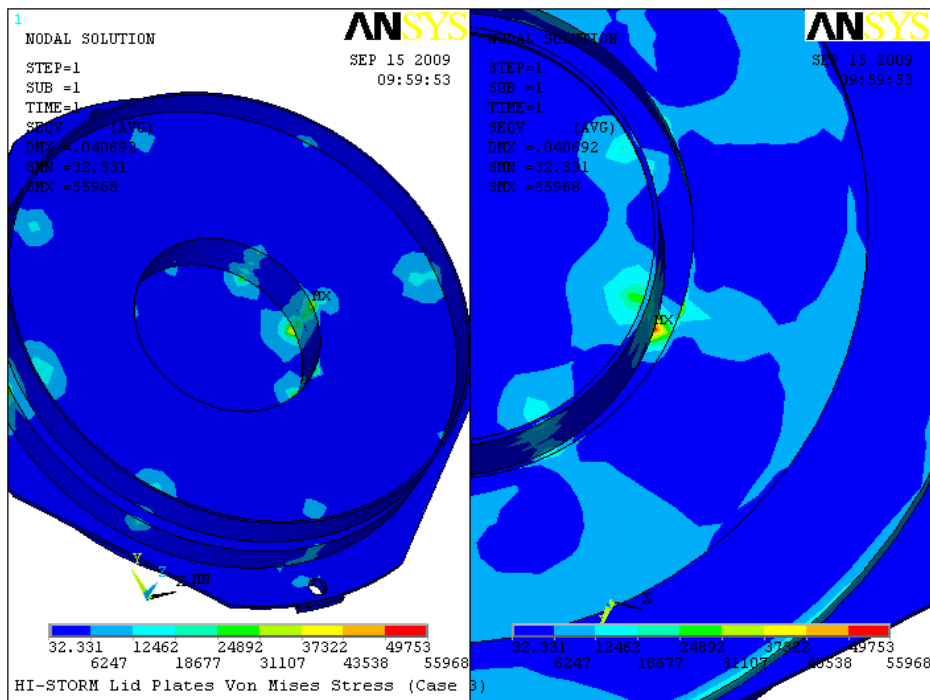 1
ANSYS
NODAL SOLUTION
SEP 15 2009
09:59:53
STEP=1
SUB =1
TIME=1
SEQV (AVG)
DMX =.040692
SMN =32.331
SMX =55968
MX
Y
Z
X
MN
32.331 12462 24892 37322 49753
6247 18677 31107 43538 55968
HI-STORM Lid Plates Von Mises Stress (Case 3)
ANSYS
NODAL SOLUTION
SEP 15 2009
09:59:53
STEP=1
SUB =1
TIME=1
SEQV (AVG)
DMX =.040692
SMN =32.331
SMX =55968
MX
X
32.331 12462 24892 37322 49753
6247 18677 31107 43538 55968